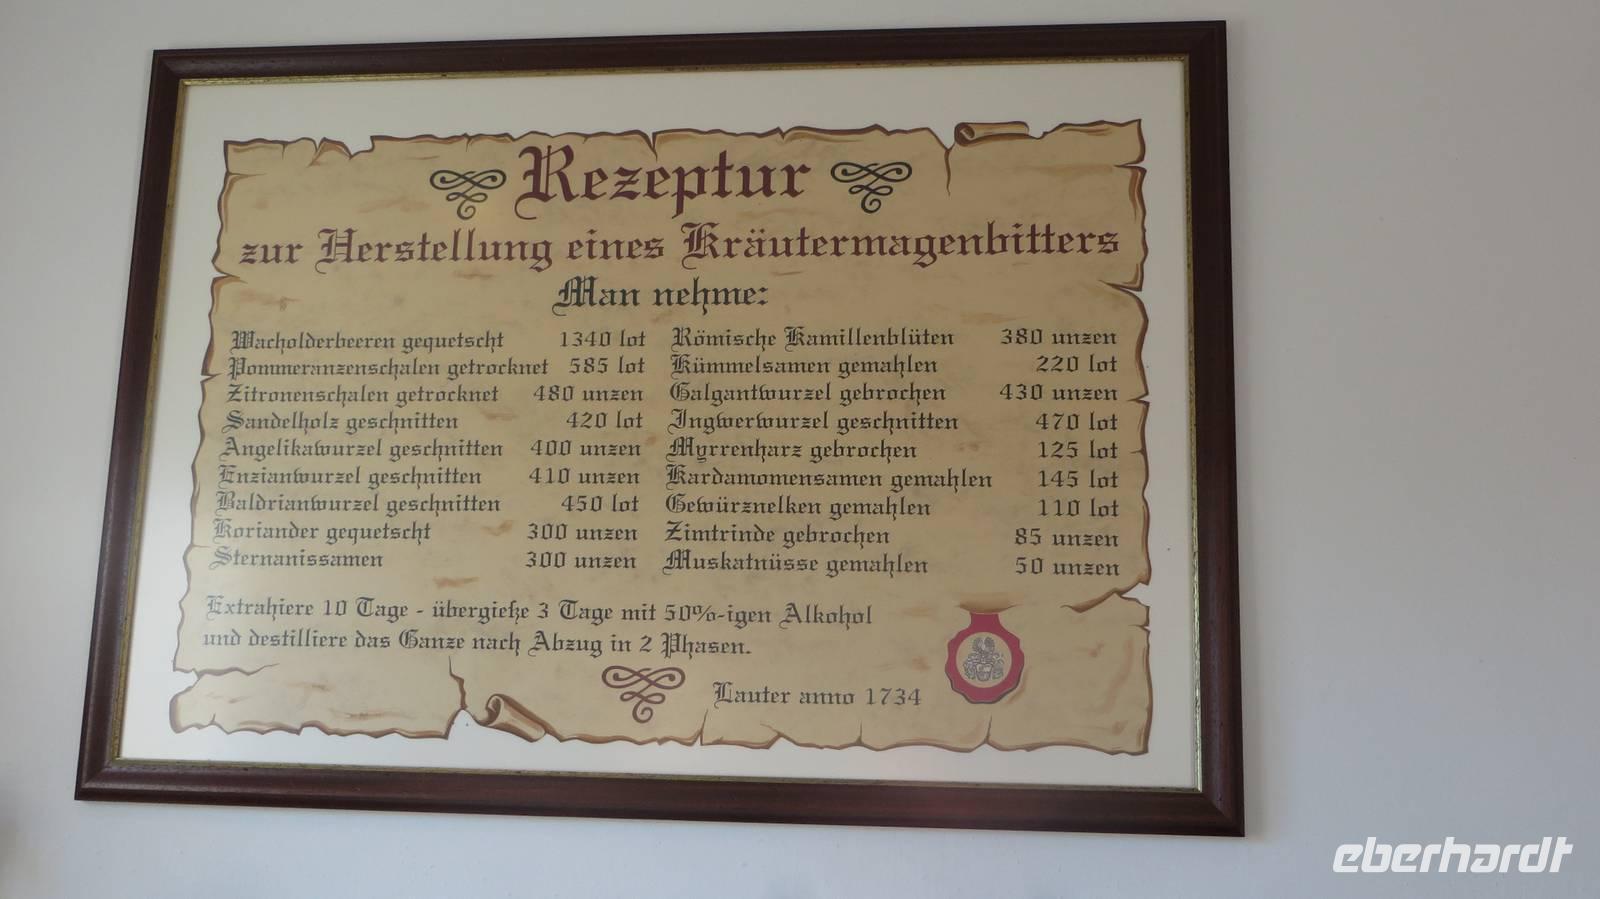 Rezeptur
zur Herstellung eines Kräutermagenbitters
Man nehme:
Wacholderbeeren gequetscht 1340 lot
Pommeranzenschalen getrocknet 585 lot
Zitronenschalen getrocknet 480 unzen
Sandelholz geschnitten 420 lot
Angelikawurzel geschnitten 400 unzen
Enzianwurzel geschnitten 410 unzen
Baldrianwurzel geschnitten 450 lot
Koriander gequetscht 300 unzen
Sternanissamen 300 unzen
Römische Kamillenblüten 380 unzen
Kümmelsamen gemahlen 220 lot
Galgantwurzel gebrochen 430 unzen
Ingwerwurzel geschnitten 470 lot
Myrrenharz gebrochen 125 lot
Kardamomensamen gemahlen 145 lot
Gewürznelken gemahlen 110 lot
Zimtrinde gebrochen 85 unzen
Muskatnüsse gemahlen 50 unzen
Extrahiere 10 Tage - übergieße 3 Tage mit 50%-igen Alkohol
und destilliere das Ganze nach Abzug in 2 Phasen.
Lauter anno 1734
eberhardt